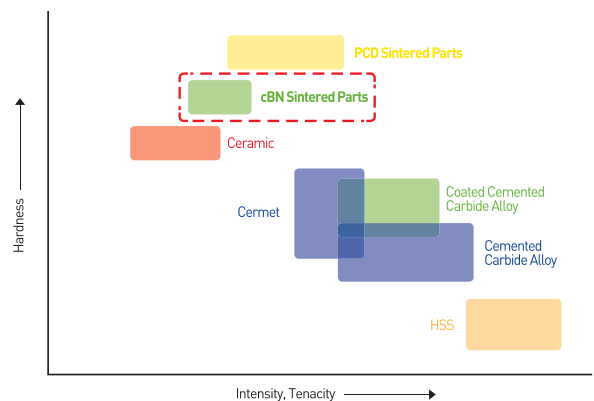 PCD Sintered Parts
cBN Sintered Parts
Ceramic
Cermet
Coated Cemented
Carbide Alloy
Cemented
Carbide Alloy
HSS
Hardness
Intensity, Tenacity